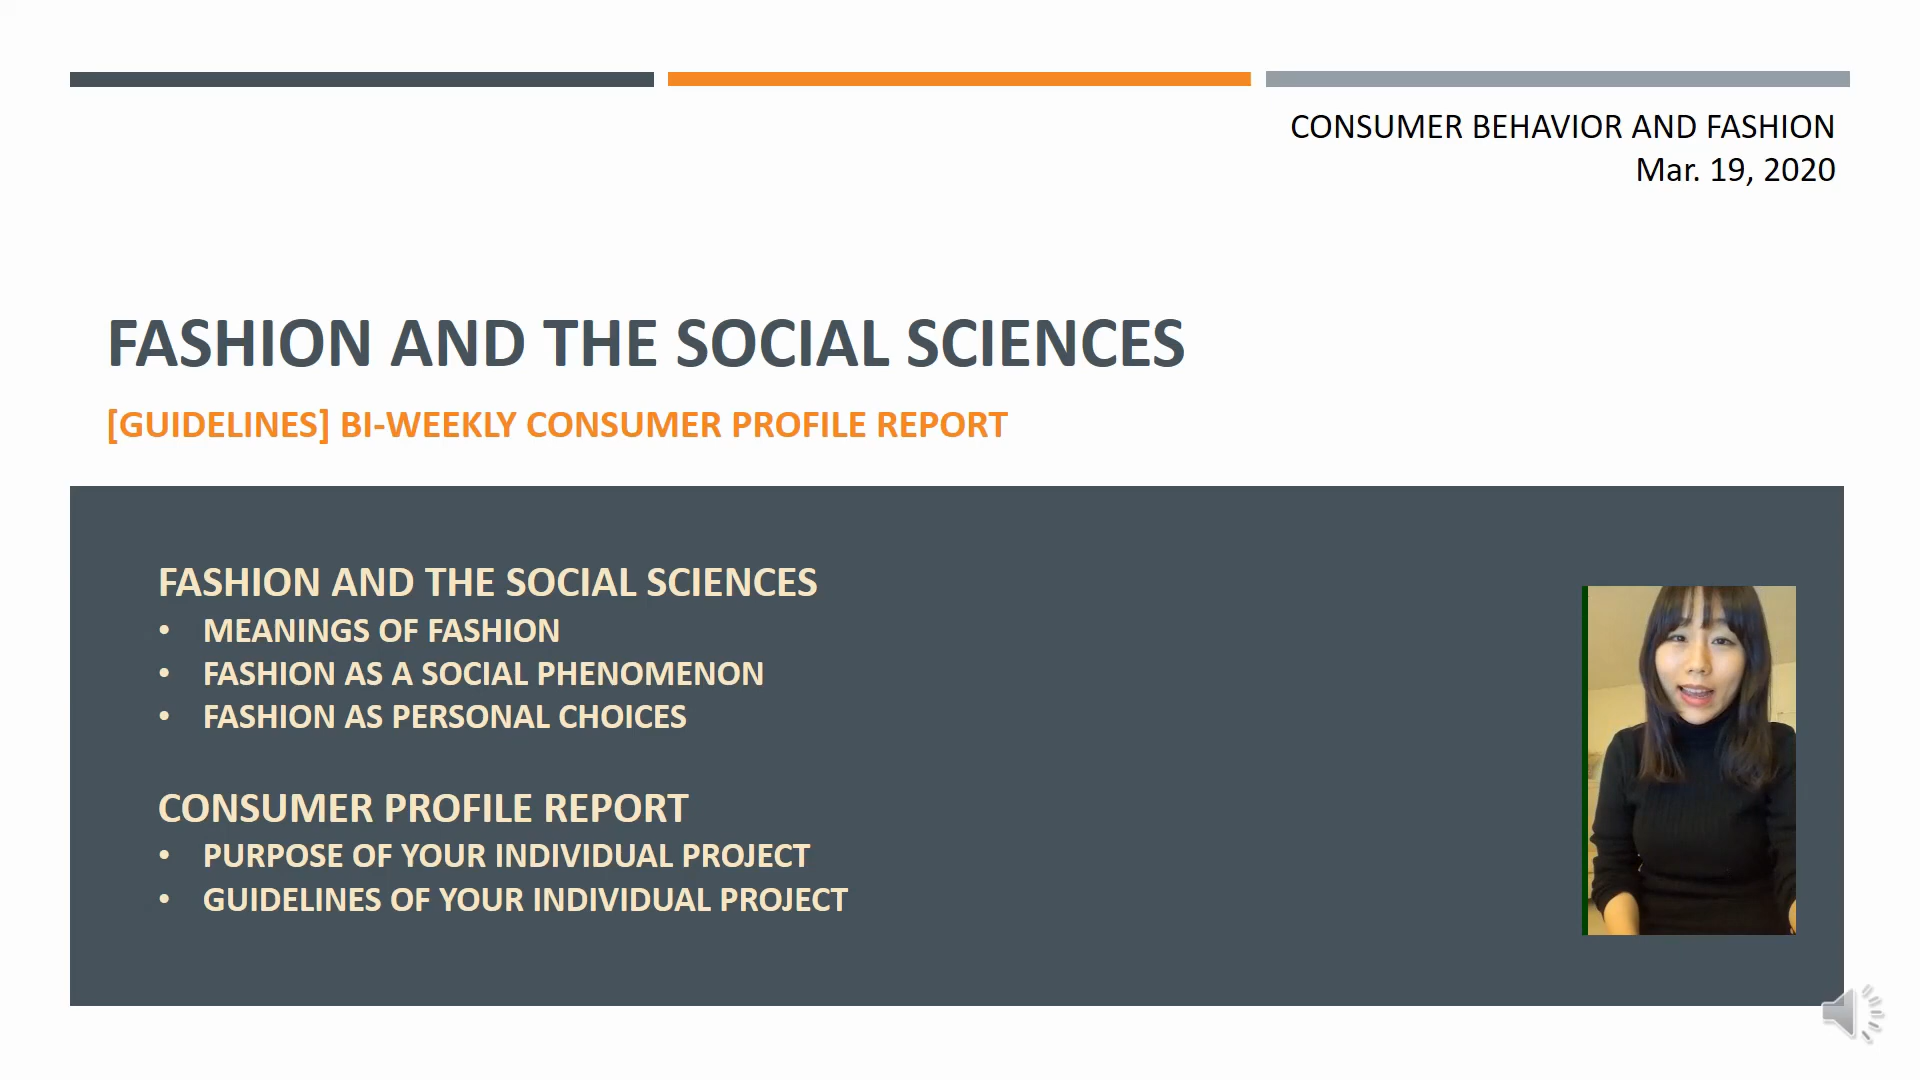 CONSUMER BEHAVIOR AND FASHION
Mar. 19, 2020
FASHION AND THE SOCIAL SCIENCES
[GUIDELINES] BI-WEEKLY CONSUMER PROFILE REPORT
FASHION AND THE SOCIAL SCIENCES
• MEANINGS OF FASHION
• FASHION AS A SOCIAL PHENOMENON
• FASHION AS PERSONAL CHOICES
CONSUMER PROFILE REPORT
• PURPOSE OF YOUR INDIVIDUAL PROJECT
• GUIDELINES OF YOUR INDIVIDUAL PROJECT